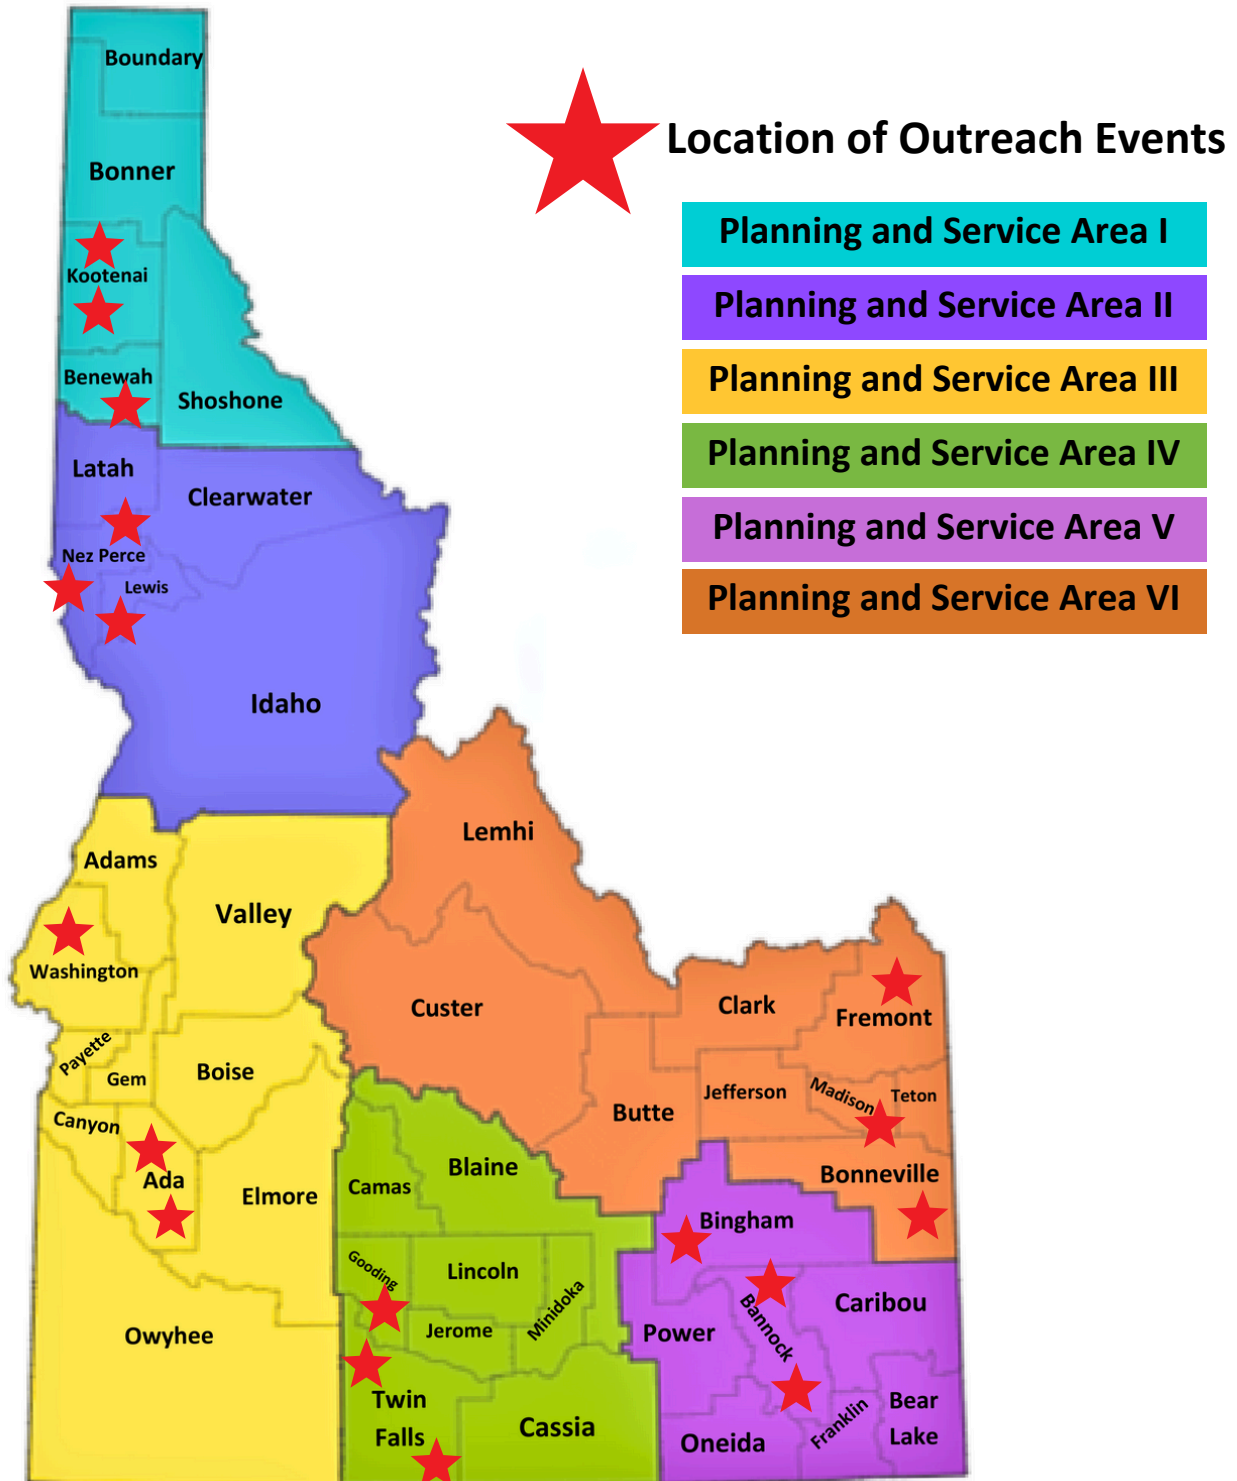 Boundary
Location of Outreach Events
Bonner
Planning and Service Area I
Kootenai
Planning and Service Area II
Benewah
Planning and Service Area III
Shoshone
Planning and Service Area IV
Latah
Clearwater
Planning and Service Area V
Nez Perce
Lewis
Planning and Service Area VI
Idaho
Lemhi
Adams
Valley
Washington
Custer
Clark
Fremont
Payette
Gem
Boise
Jefferson
Madison
Teton
Canyon
Butte
Ada
Elmore
Camas
Blaine
Bonneville
Bingham
Gooding
Lincoln
Minidoka
Caribou
Owyhee
Jerome
Power
Bannock
Twin
Falls
Cassia
Oneida
Franklin
Bear
Lake